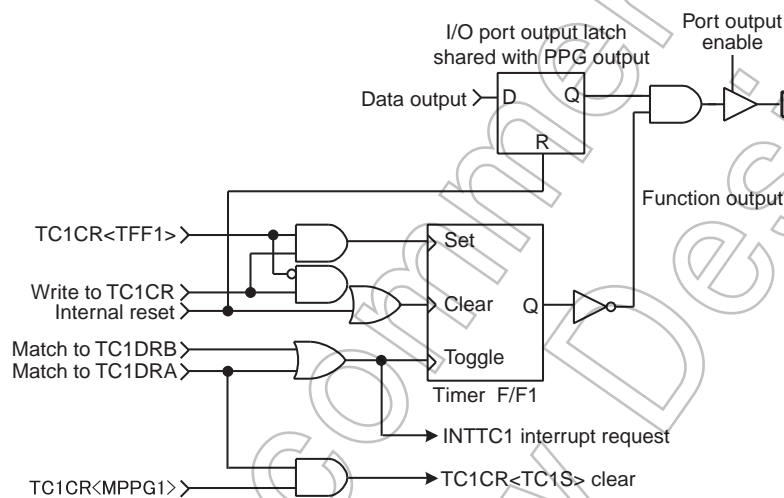 I/O port output latch
shared with PPG output
Port output
enable
Data output
D
Q
R
Function output
TC1CR<TFF1>
Set
Write to TC1CR
Internal reset
Clear
Q
Match to TC1DRB
Match to TC1DRA
Toggle
Timer F/F1
INTTC1 interrupt request
TC1CR<MPPG1>
TC1CR<TC1S> clear